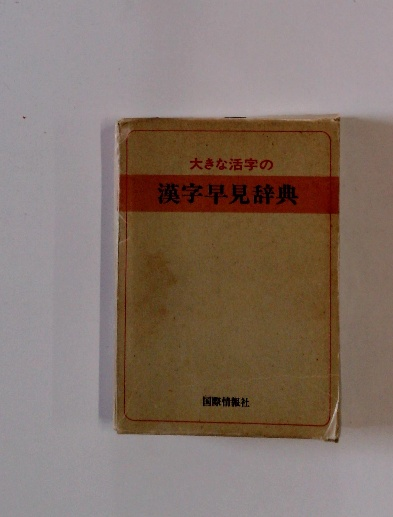 大きな活字の
漢字早見辞典
国際情報社